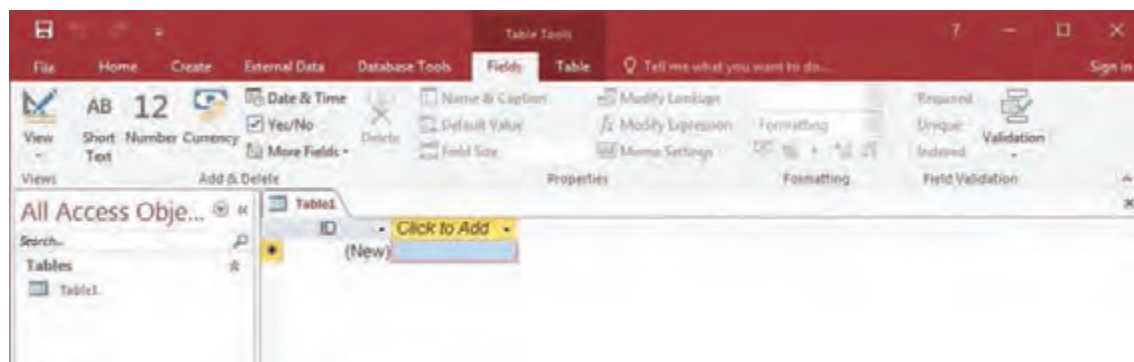 Table Tools
?
File Home Create External Data Database Tools Fields Table Tell me what you want to do... Sign in
View
AB Short Text
12 Number
Currency
Date & Time
Yes/No
More Fields
Delete
Name & Caption
Default Value
Field Size
Modify Lookups
fx Modify Expression
Memo Settings
Formatting
Required
Unique
Indexed
Validation
Views Add & Delete Properties Formatting Field Validation
All Access Obje...
Search...
Tables
Table1
Table1
ID Click to Add
(New)